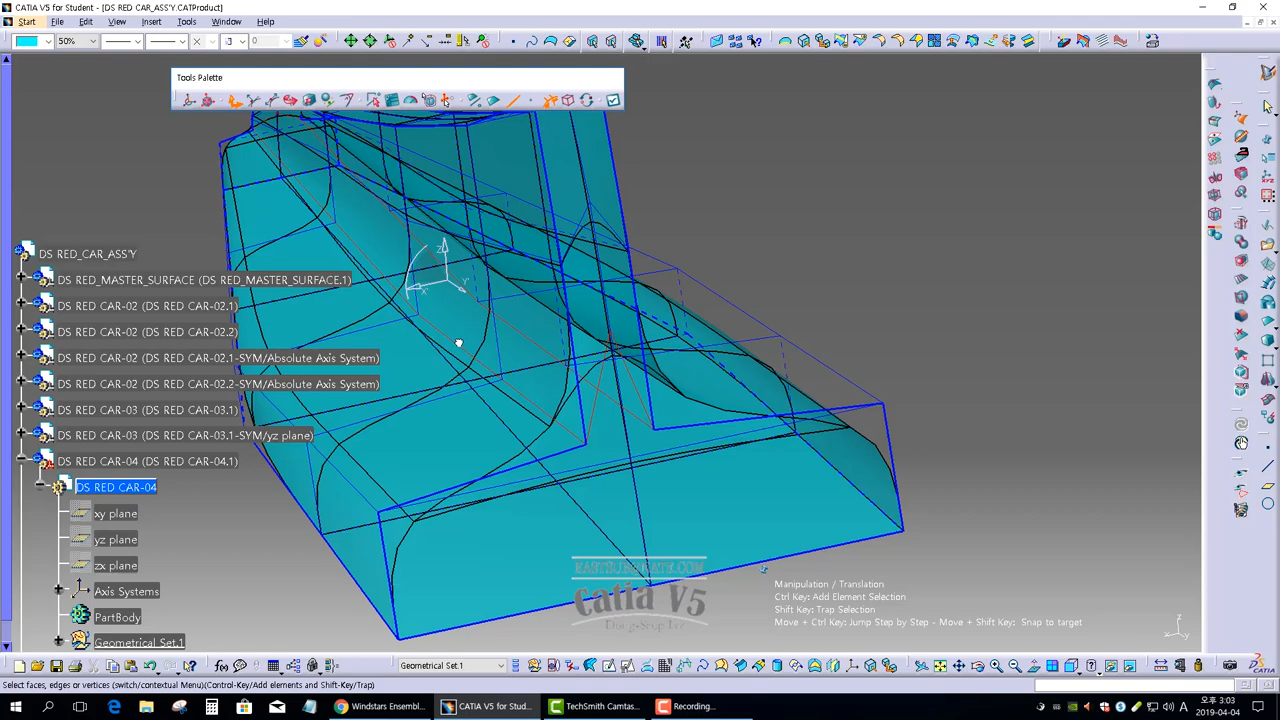 CATIA V5 for Student - [DS RED CAR_ASS'Y.CATProduct]
Start File Edit View Insert Tools Window Help
50% 0
Tools Palette
DS RED_CAR_ASS'Y
DS RED_MASTER_SURFACE (DS RED_MASTER_SURFACE.1)
DS RED CAR-02 (DS RED CAR-02.1)
DS RED CAR-02 (DS RED CAR-02.2)
DS RED CAR-02 (DS RED CAR-02.1-SYM/Absolute Axis System)
DS RED CAR-02 (DS RED CAR-02.2-SYM/Absolute Axis System)
DS RED CAR-03 (DS RED CAR-03.1)
DS RED CAR-03 (DS RED CAR-03.1-SYM/yz plane)
DS RED CAR-04 (DS RED CAR-04.1)
DS RED CAR-04
xy plane
yz plane
zx plane
Axis Systems
PartBody
Geometrical Set.1
Catia V5
Manipulation / Translation
Ctrl Key: Add Element Selection
Shift Key: Trap Selection
Move + Ctrl Key: Jump Step by Step - Move + Shift Key: Snap to target
Geometrical Set.1
Select faces, edges or vertices (switch/contextual Menu)(Control-Key/Add elements and Shift-Key/Trap)
Windstars Ensembl... CATIA V5 for Stud... TechSmith Camtas... Recording... A 오후 3:03
2019-04-04